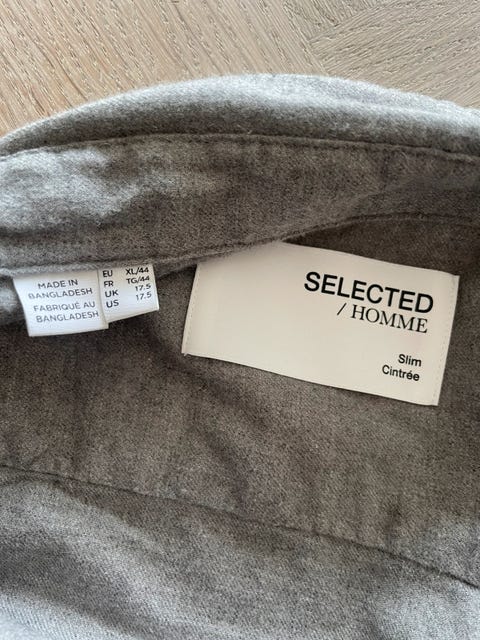 MADE IN
BANGLADESH
FABRIQUÉ AU
BANGLADESH
EU XL/44
FR TG/44
UK 17.5
US 17.5
SELECTED
/ HOMME
Slim
Cintrée